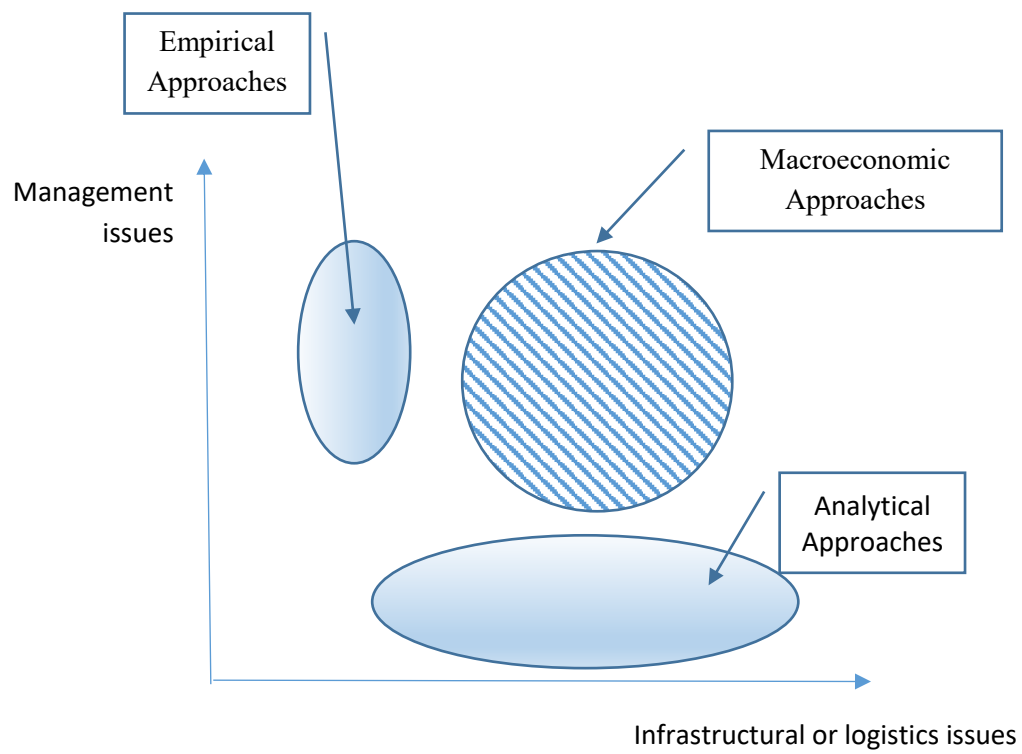 Empirical
Approaches
Macroeconomic
Approaches
Management
issues
Analytical
Approaches
Infrastructural or logistics issues